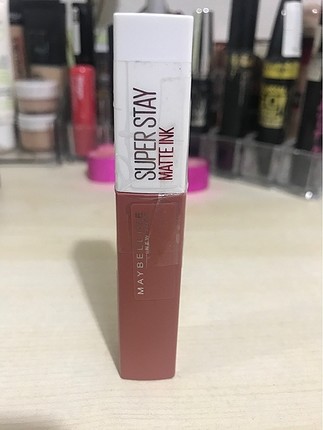 SUPER STAY
MATTE INK
MAYBELLINE